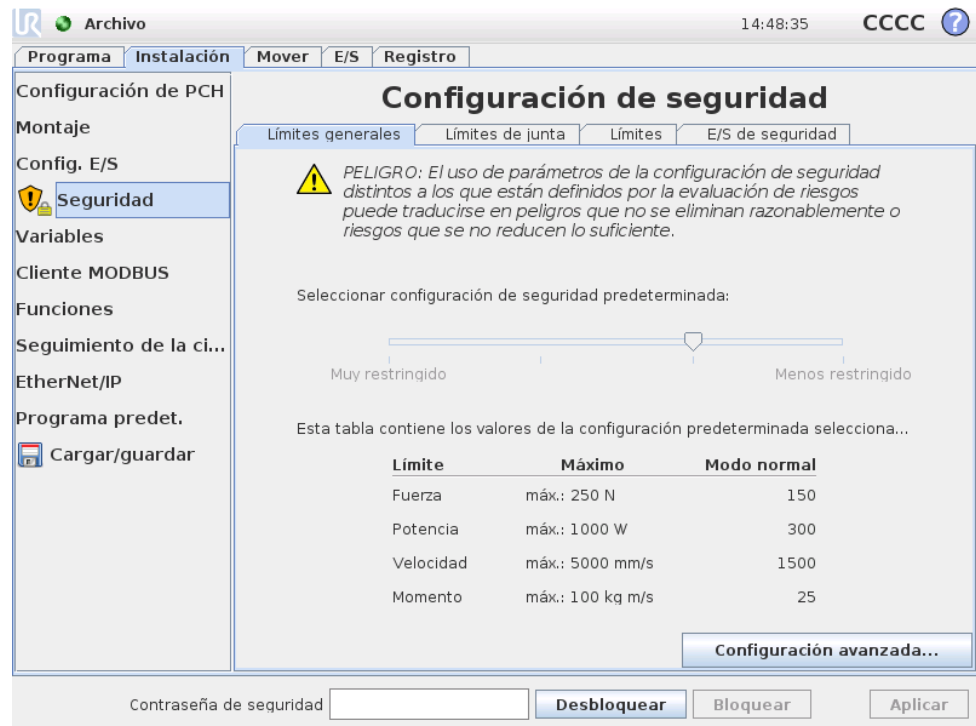 UR Archivo 14:48:35 CCCC ?
Programa Instalación Mover E/S Registro
Configuración de PCH
Montaje
Config. E/S
Seguridad
Variables
Cliente MODBUS
Funciones
Seguimiento de la ci...
EtherNet/IP
Programa predet.
Cargar/guardar
Configuración de seguridad
Límites generales Límites de junta Límites E/S de seguridad
PELIGRO: El uso de parámetros de la configuración de seguridad
distintos a los que están definidos por la evaluación de riesgos
puede traducirse en peligros que no se eliminan razonablemente o
riesgos que se no reducen lo suficiente.
Seleccionar configuración de seguridad predeterminada:
Muy restringido Menos restringido
Esta tabla contiene los valores de la configuración predeterminada selecciona...
Límite Máximo Modo normal
Fuerza máx.: 250 N 150
Potencia máx.: 1000 W 300
Velocidad máx.: 5000 mm/s 1500
Momento máx.: 100 kg m/s 25
Configuración avanzada...
Contraseña de seguridad Desbloquear Bloquear Aplicar